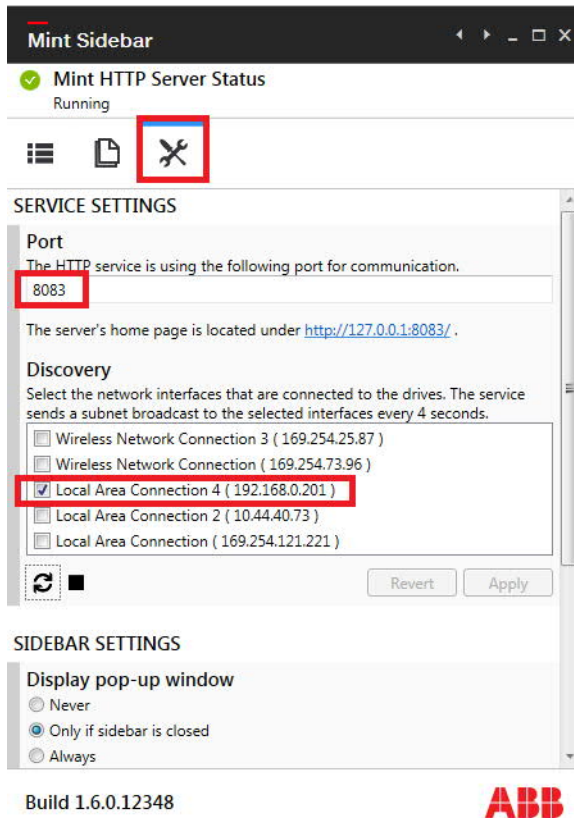 Mint Sidebar
Mint HTTP Server Status
Running
SERVICE SETTINGS
Port
The HTTP service is using the following port for communication.
8083
The server's home page is located under http://127.0.0.1:8083/ .
Discovery
Select the network interfaces that are connected to the drives. The service
sends a subnet broadcast to the selected interfaces every 4 seconds.
Wireless Network Connection 3 ( 169.254.25.87 )
Wireless Network Connection ( 169.254.73.96 )
Local Area Connection 4 ( 192.168.0.201 )
Local Area Connection 2 ( 10.44.40.73 )
Local Area Connection ( 169.254.121.221 )
Revert Apply
SIDEBAR SETTINGS
Display pop-up window
Never
Only if sidebar is closed
Always
Build 1.6.0.12348
ABB